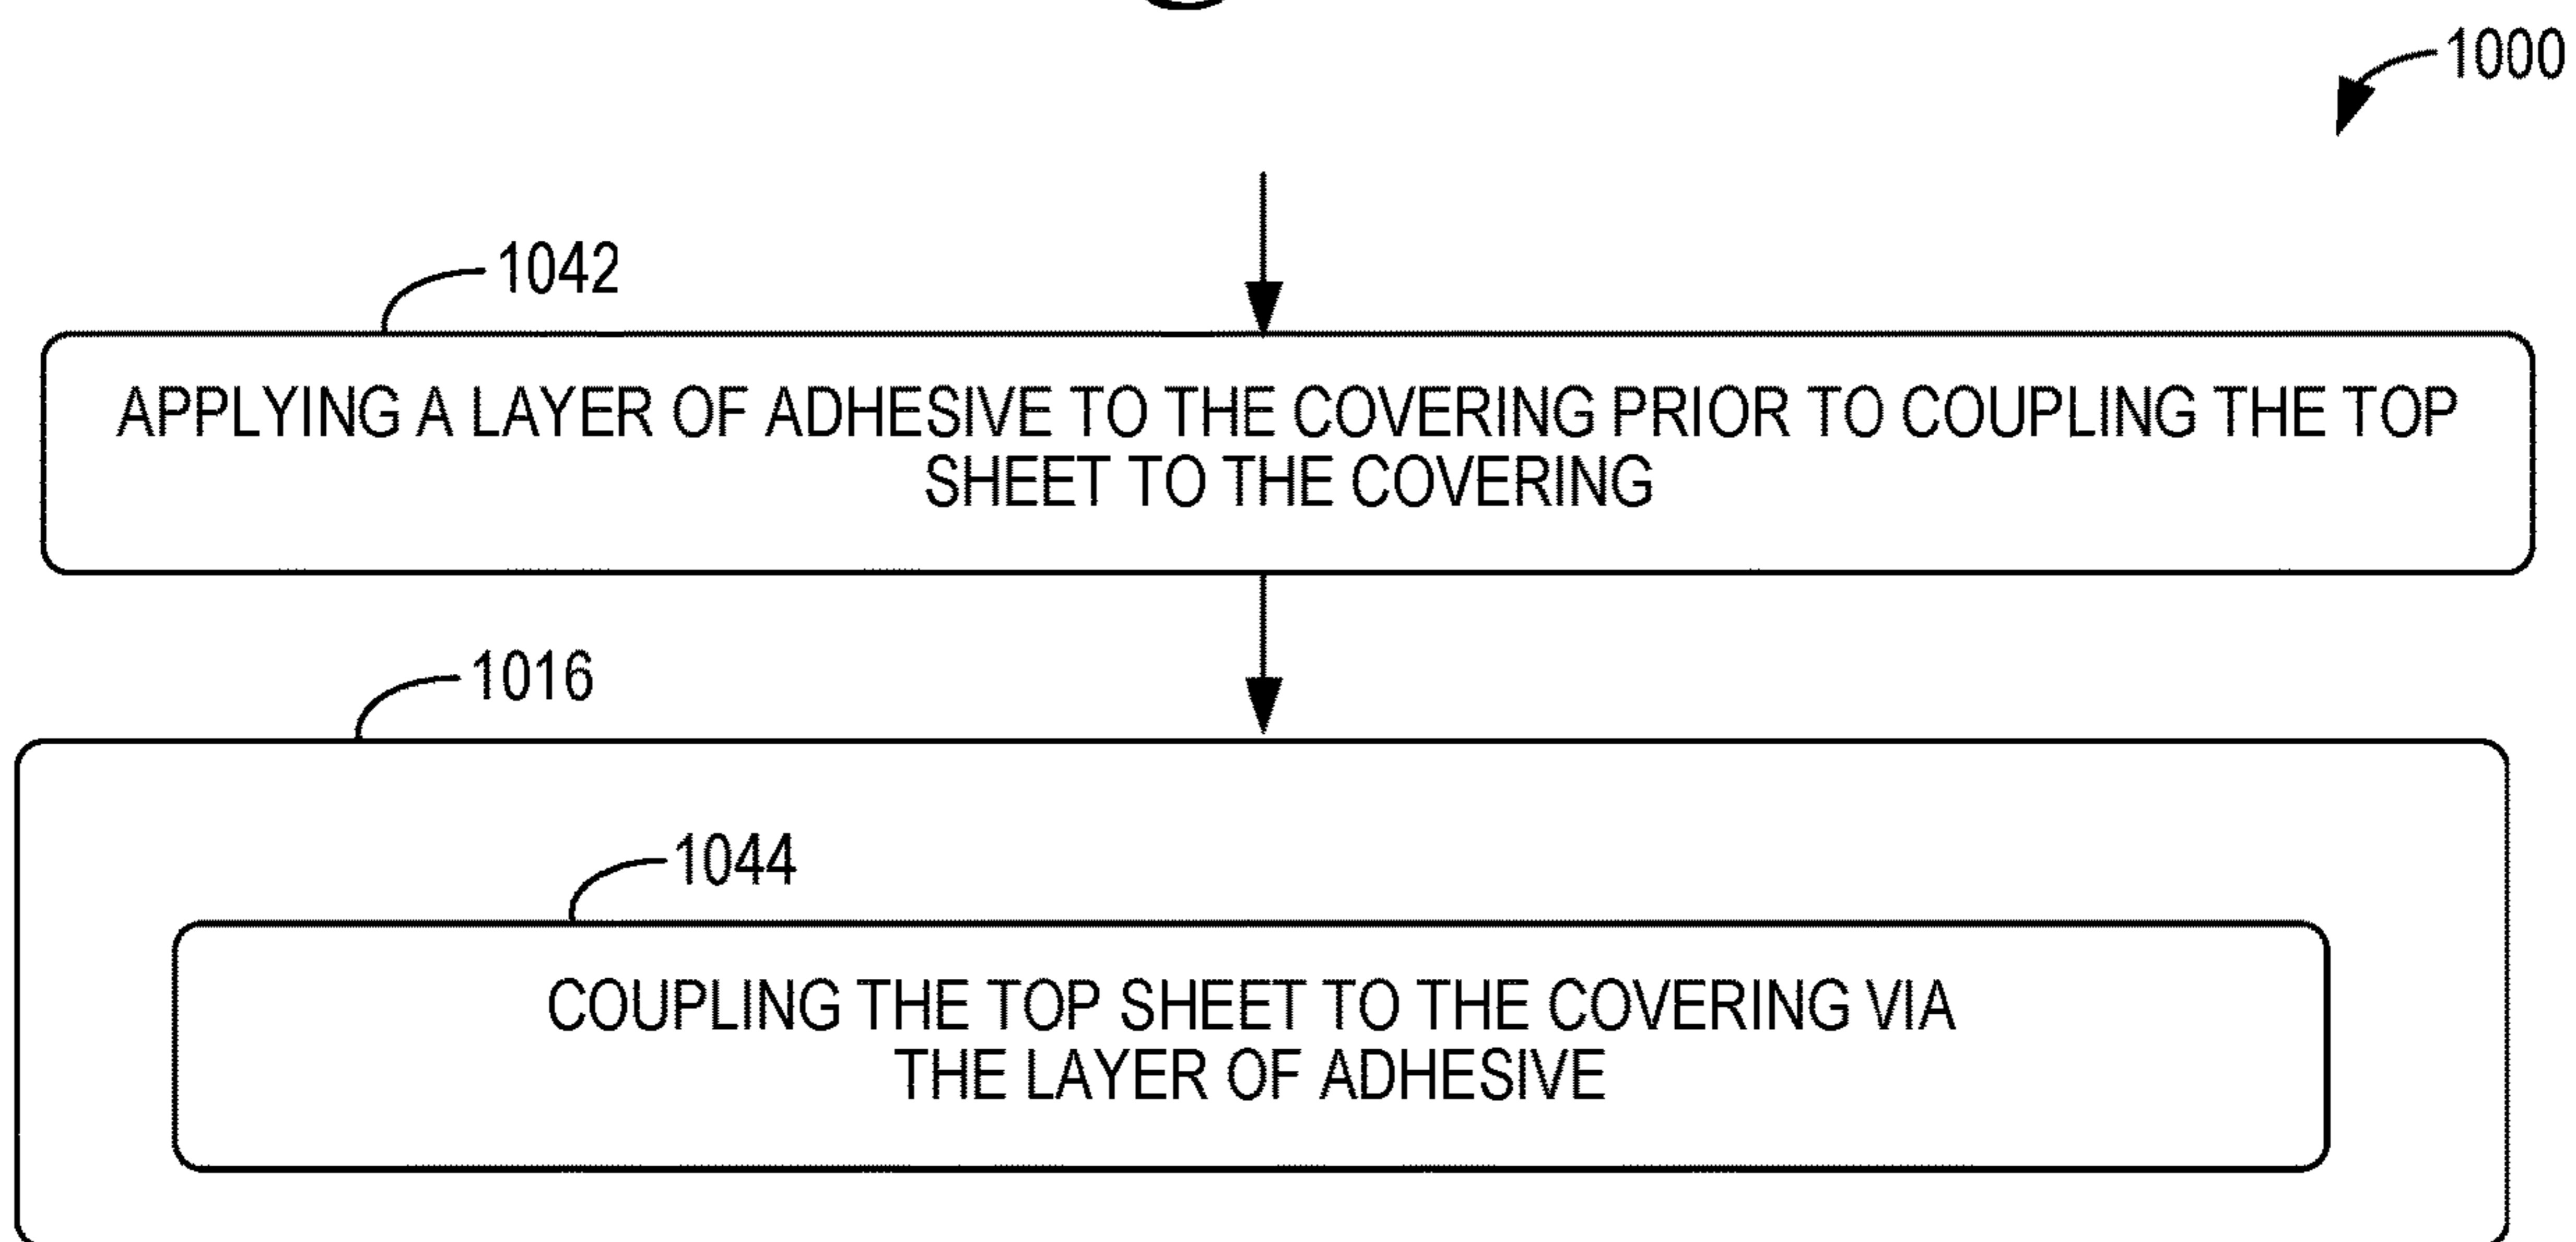 1000
1042
APPLYING A LAYER OF ADHESIVE TO THE COVERING PRIOR TO COUPLING THE TOP
SHEET TO THE COVERING
1016
1044
COUPLING THE TOP SHEET TO THE COVERING VIA
THE LAYER OF ADHESIVE